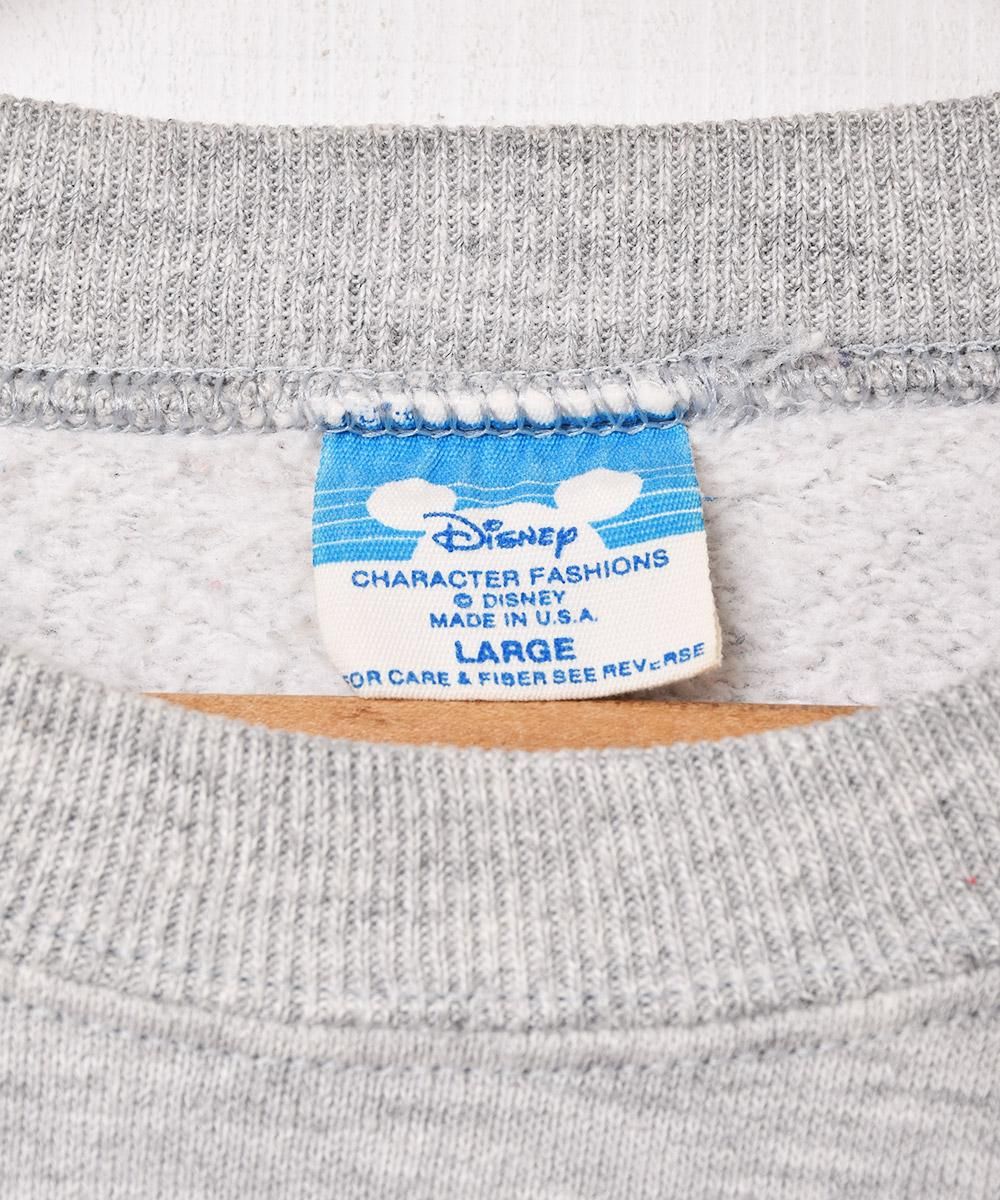 Disney
CHARACTER FASHIONS
© DISNEY
MADE IN U.S.A.
LARGE
FOR CARE & FIBER SEE REVERSE